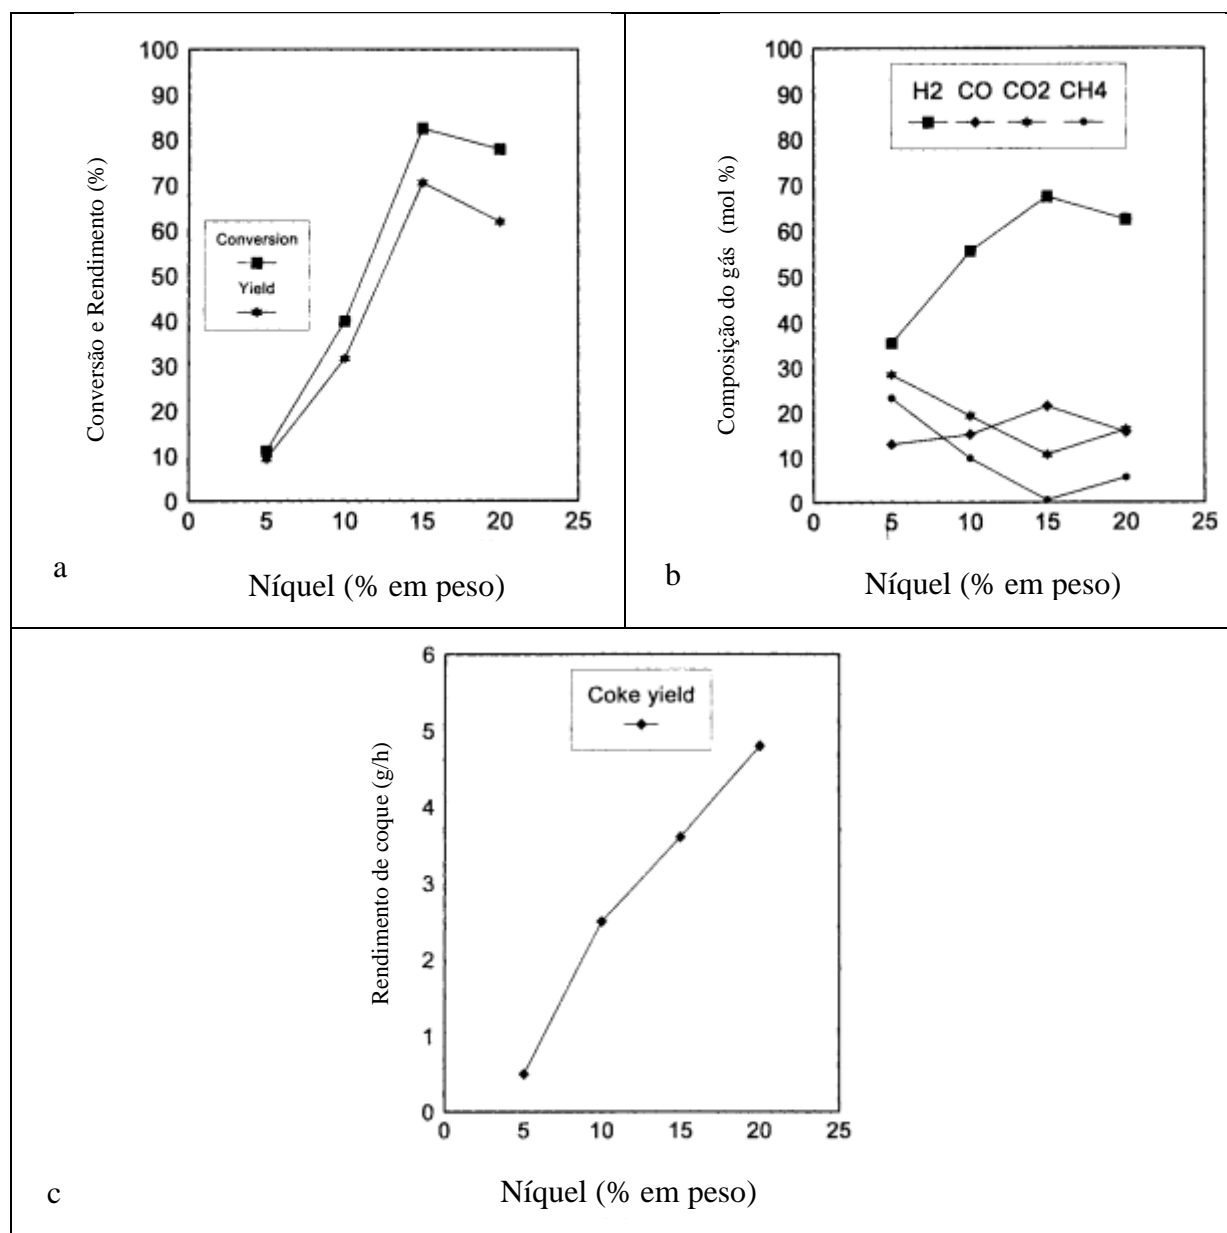 100
90
80
70
60
50
40
30
20
10
0
Conversão e Rendimento (%)
Conversion
Yield
0 5 10 15 20 25
a
Níquel (% em peso)
100
90
80
70
60
50
40
30
20
10
0
Composição do gás (mol %)
H2 CO CO2 CH4
0 5 10 15 20 25
b
Níquel (% em peso)
6
5
4
3
2
1
0
Rendimento de coque (g/h)
Coke yield
0 5 10 15 20 25
c
Níquel (% em peso)